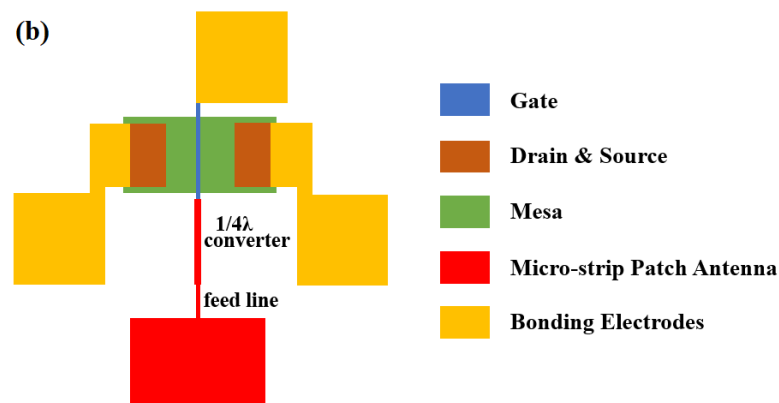 (b)
Gate
Drain & Source
Mesa
1/4λ
converter
Micro-strip Patch Antenna
feed line
Bonding Electrodes